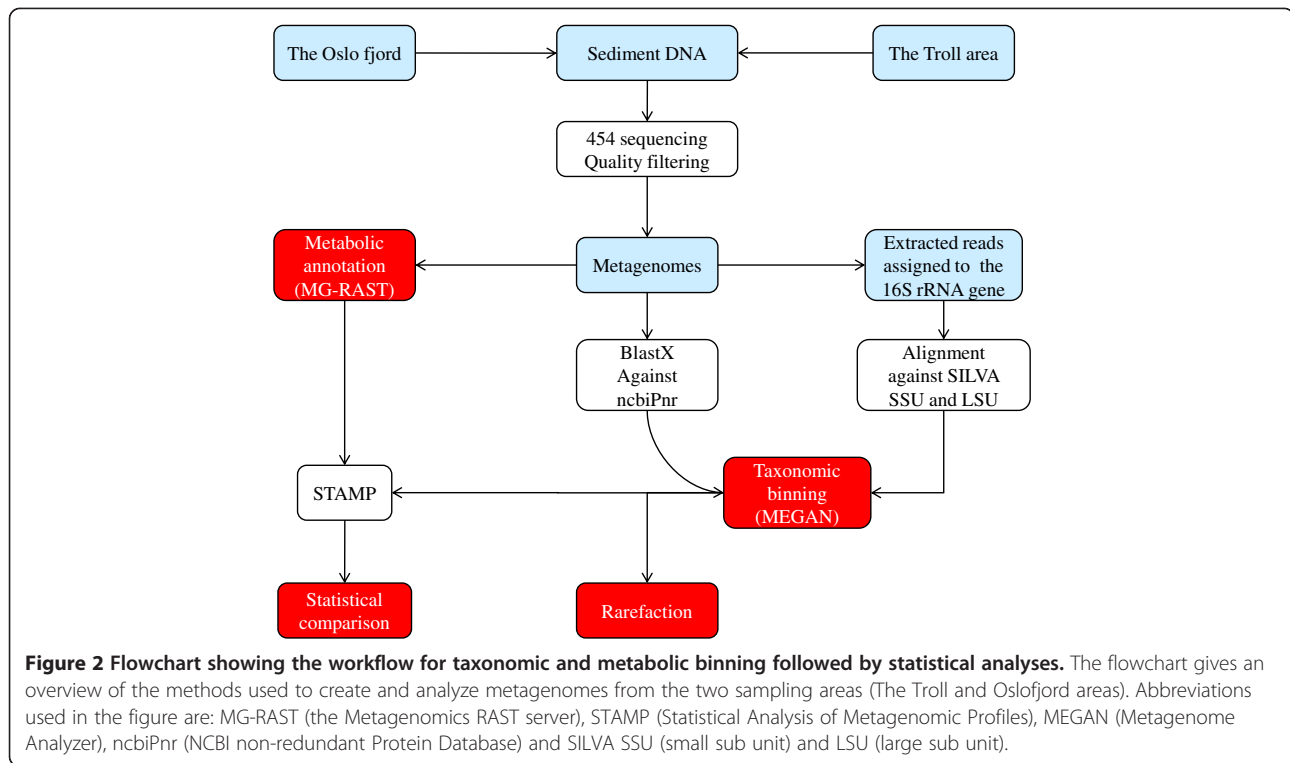 The Oslo fjord
Sediment DNA
The Troll area
454 sequencing
Quality filtering
Metabolic
annotation
(MG-RAST)
Metagenomes
Extracted reads
assigned to the
16S rRNA gene
BlastX
Against
ncbiPnr
Alignment
against SILVA
SSU and LSU
STAMP
Taxonomic
binning
(MEGAN)
Statistical
comparison
Rarefaction
Figure 2 Flowchart showing the workflow for taxonomic and metabolic binning followed by statistical analyses. The flowchart gives an
overview of the methods used to create and analyze metagenomes from the two sampling areas (The Troll and Oslofjord areas). Abbreviations
used in the figure are: MG-RAST (the Metagenomics RAST server), STAMP (Statistical Analysis of Metagenomic Profiles), MEGAN (Metagenome
Analyzer), ncbiPnr (NCBI non-redundant Protein Database) and SILVA SSU (small sub unit) and LSU (large sub unit).